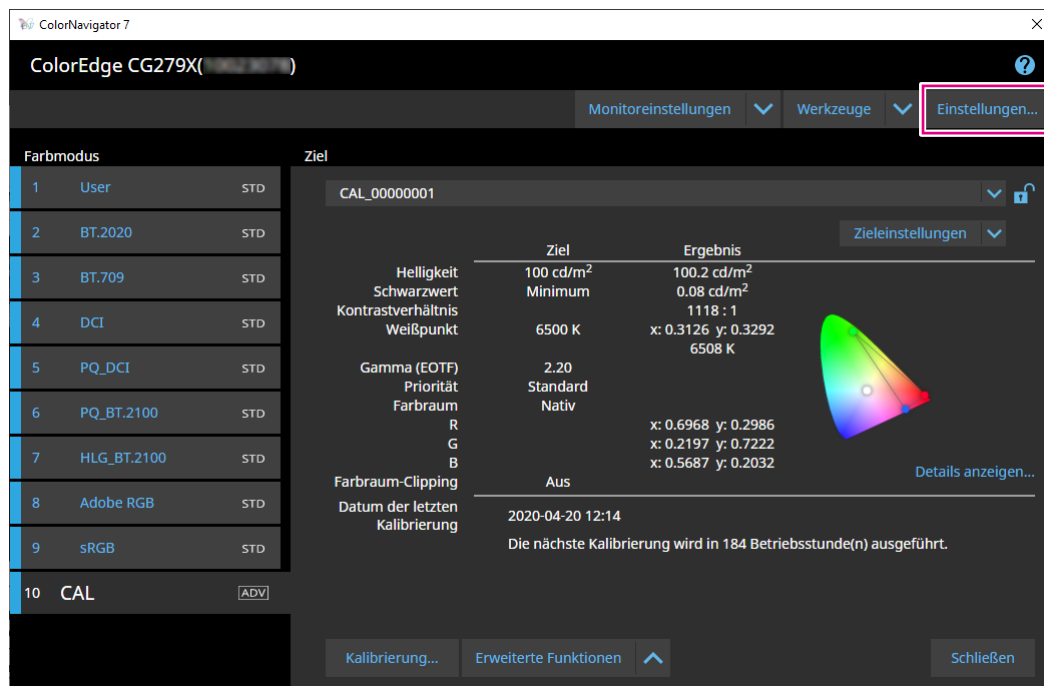 ColorNavigator 7
ColorEdge CG279X( )
Monitoreinstellungen
Werkzeuge
Einstellungen...
Farbmodus
1 User STD
2 BT.2020 STD
3 BT.709 STD
4 DCI STD
5 PQ_DCI STD
6 PQ_BT.2100 STD
7 HLG_BT.2100 STD
8 Adobe RGB STD
9 sRGB STD
10 CAL ADV
Ziel
CAL_00000001
Zieleinstellungen
Ziel Ergebnis
Helligkeit 100 cd/m² 100.2 cd/m²
Schwarzwert Minimum 0.08 cd/m²
Kontrastverhältnis 1118 : 1
Weißpunkt 6500 K x: 0.3126 y: 0.3292
6508 K
Gamma (EOTF) 2.20
Priorität Standard
Farbraum Nativ
R x: 0.6968 y: 0.2986
G x: 0.2197 y: 0.7222
B x: 0.5687 y: 0.2032
Farbraum-Clipping Aus
Details anzeigen...
Datum der letzten
Kalibrierung
2020-04-20 12:14
Die nächste Kalibrierung wird in 184 Betriebsstunde(n) ausgeführt.
Kalibrierung...
Erweiterte Funktionen
Schließen